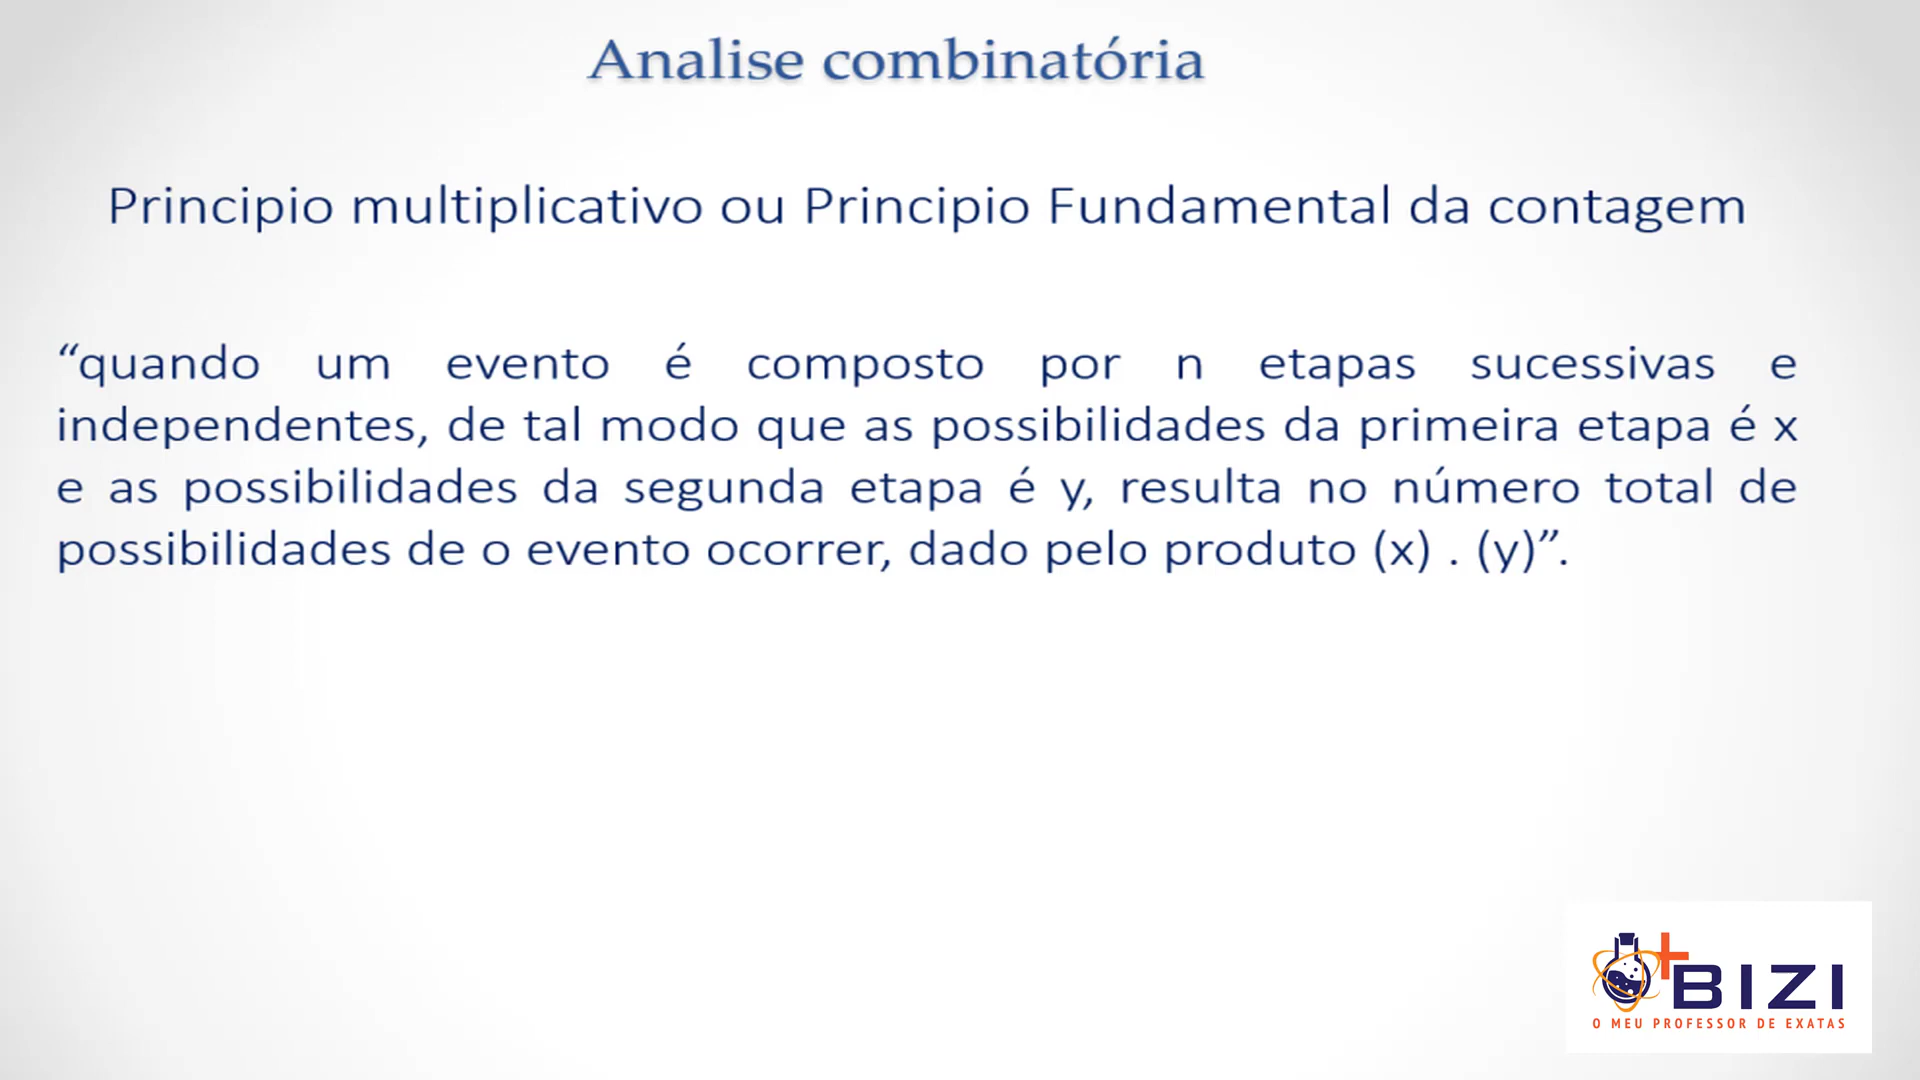 Analise combinatória
Principio multiplicativo ou Principio Fundamental da contagem
“quando um evento é composto por n etapas sucessivas e
independentes, de tal modo que as possibilidades da primeira etapa é x
e as possibilidades da segunda etapa é y, resulta no número total de
possibilidades de o evento ocorrer, dado pelo produto (x) . (y)”.
+BIZI
O MEU PROFESSOR DE EXATAS